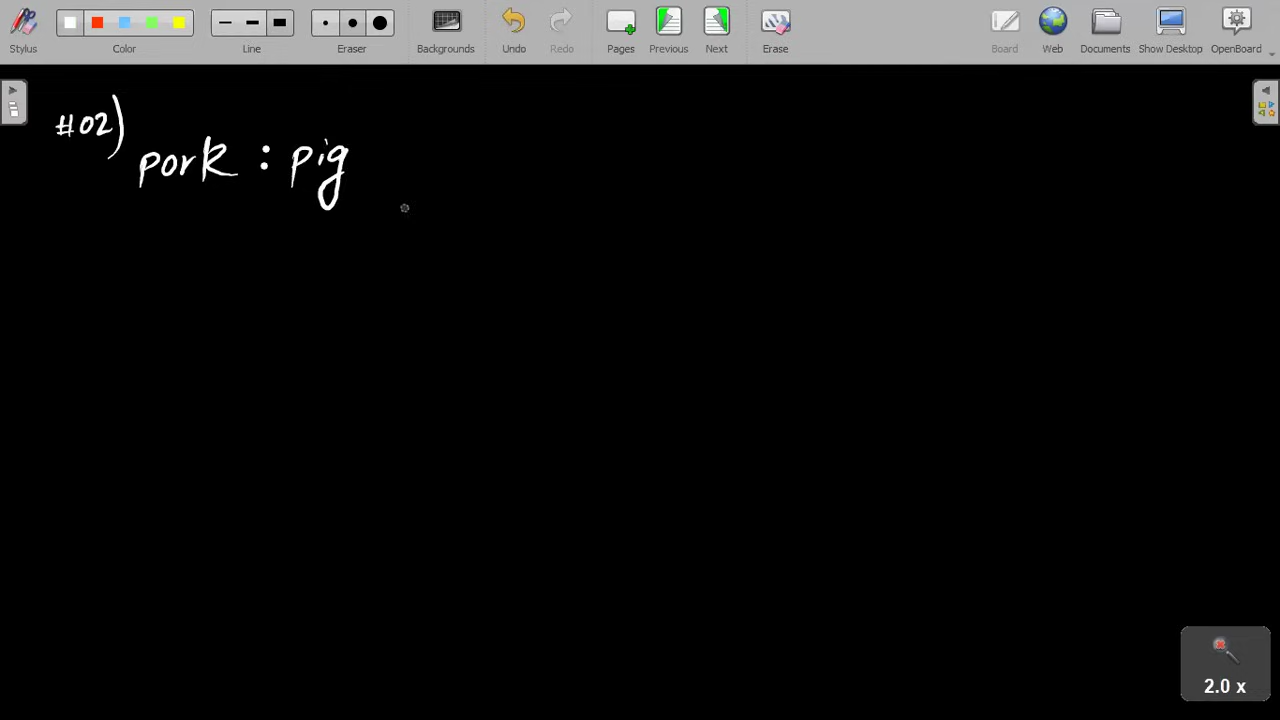 Stylus
Color
Line
Eraser
Backgrounds
Undo
Redo
Pages
Previous
Next
Erase
Board
Web
Documents
Show Desktop
OpenBoard
#02)
pork : pig
2.0 x